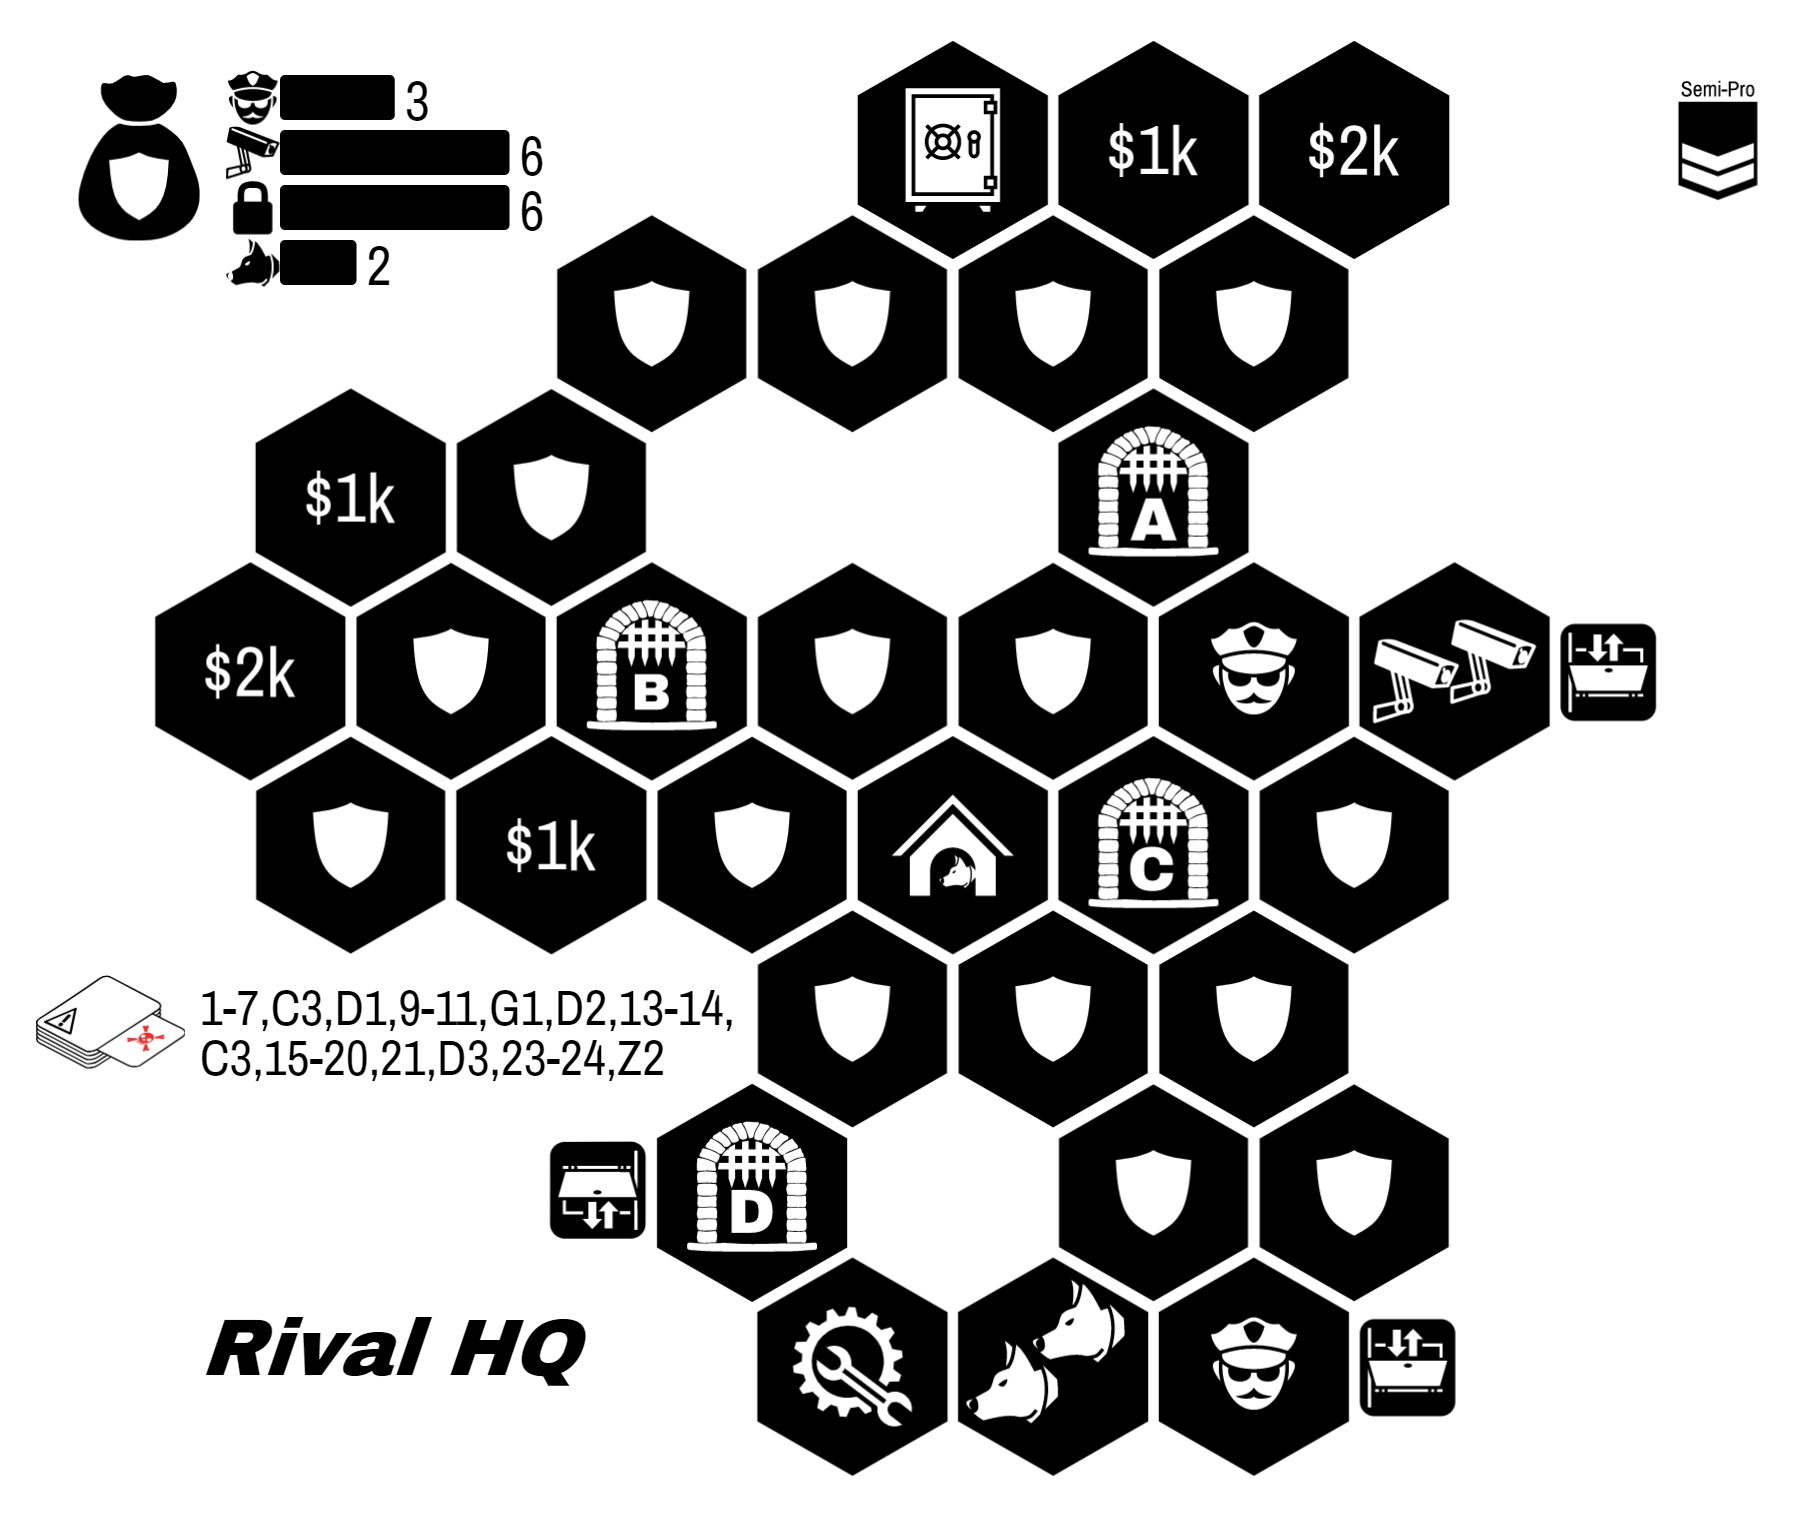 3
6
6
2
Semi-Pro
$1k
$2k
$1k
A
$2k
B
$1k
C
1-7,C3,D1,9-11,G1,D2,13-14,
C3,15-20,21,D3,23-24,Z2
D
Rival HQ